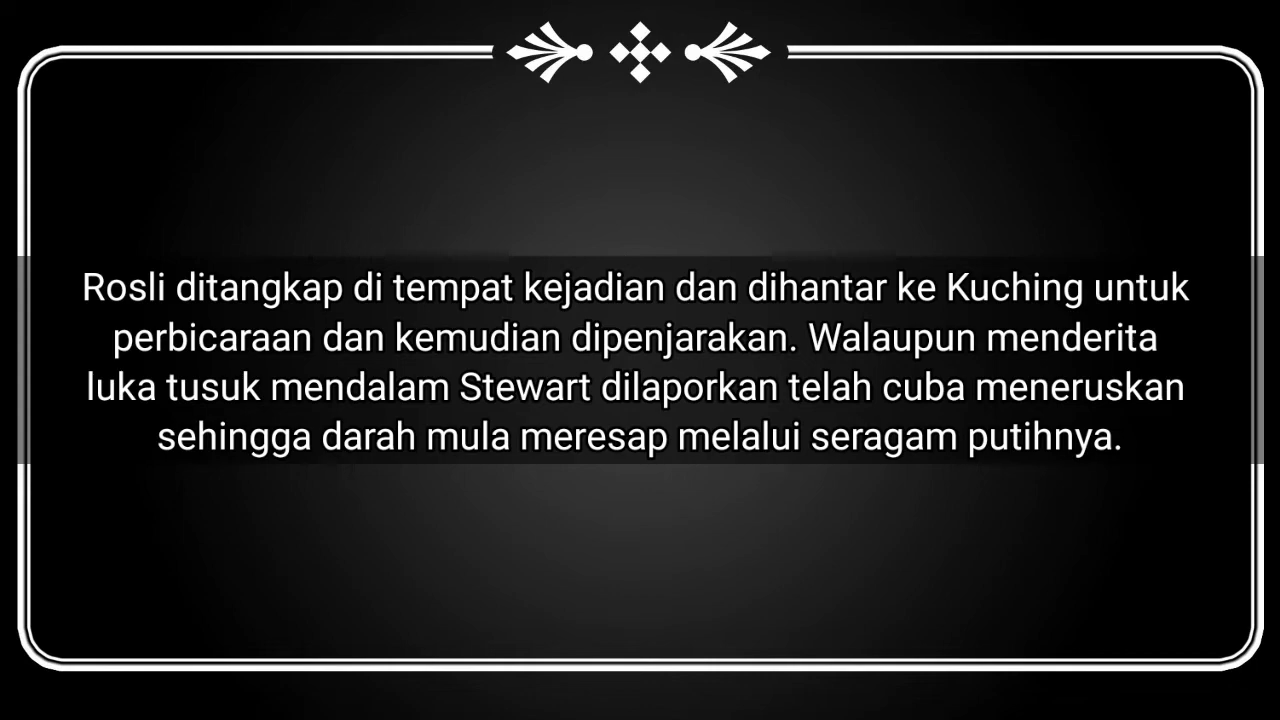 Rosli ditangkap di tempat kejadian dan dihantar ke Kuching untuk
perbicaraan dan kemudian dipenjarakan. Walaupun menderita
luka tusuk mendalam Stewart dilaporkan telah cuba meneruskan
sehingga darah mula meresap melalui seragam putihnya.